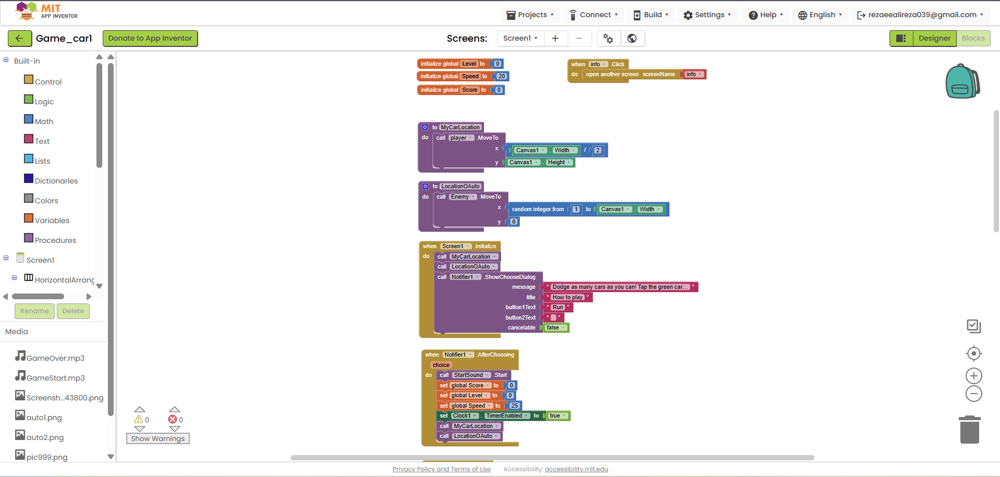 MIT
APP INVENTOR
Projects
Connect
Build
Settings
Help
English
rezaeealireza039@gmail.com
Game_car1
Donate to App Inventor
Screens:
Screen1
Designer
Blocks
Built-in
Control
Logic
Math
Text
Lists
Dictionaries
Colors
Variables
Procedures
Screen1
HorizontalArrang
Rename
Delete
Media
GameOver.mp3
GameStart.mp3
Screensh...43800.png
auto1.png
auto2.png
pic999.png
initialize global Level to 0
initialize global Speed to 20
initialize global Score to 0
when info .Click
do open another screen screenName info
to MyCarLocation
do call player .MoveTo
x Canvas1 . Width / 2
y Canvas1 . Height
to LocationOAuto
do call Enemy .MoveTo
x random integer from 1 to Canvas1 . Width
y 0
when Screen1 .Initialize
do call MyCarLocation
call LocationOAuto
call Notifier1 .ShowChooseDialog
message " Dodge as many cars as you can! Tap the green car... "
title " How to play "
button1Text " Run "
button2Text " "
cancelable false
when Notifier1 .AfterChoosing
choice
do call StartSound .Start
set global Score to 0
set global Level to 0
set global Speed to 25
set Clock1 . TimerEnabled to true
call MyCarLocation
call LocationOAuto
0 0
Show Warnings
Privacy Policy and Terms of Use Accessibility: accessibility.mit.edu